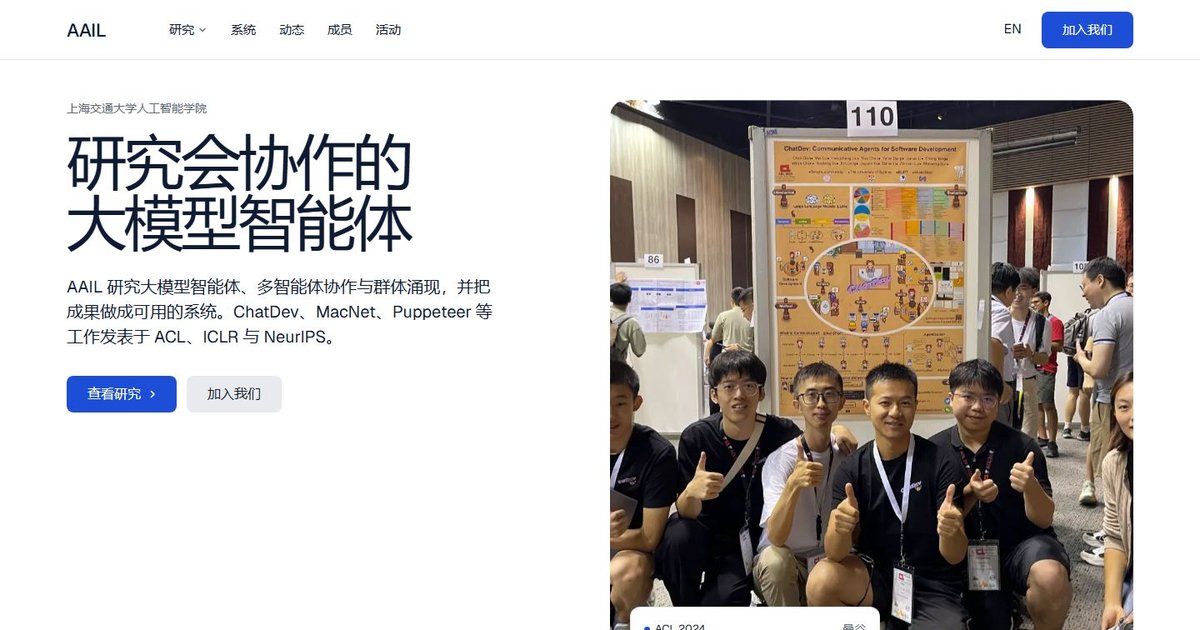 AAIL
研究
系统
动态
成员
活动
EN
加入我们
上海交通大学人工智能学院
研究会协作的
大模型智能体
AAIL 研究大模型智能体、多智能体协作与群体涌现，并把
成果做成可用的系统。ChatDev、MacNet、Puppeteer 等
工作发表于 ACL、ICLR 与 NeurIPS。
查看研究
加入我们
110
ChatDev: Communicative Agents for Software Development
86
ACL 2024
曼谷